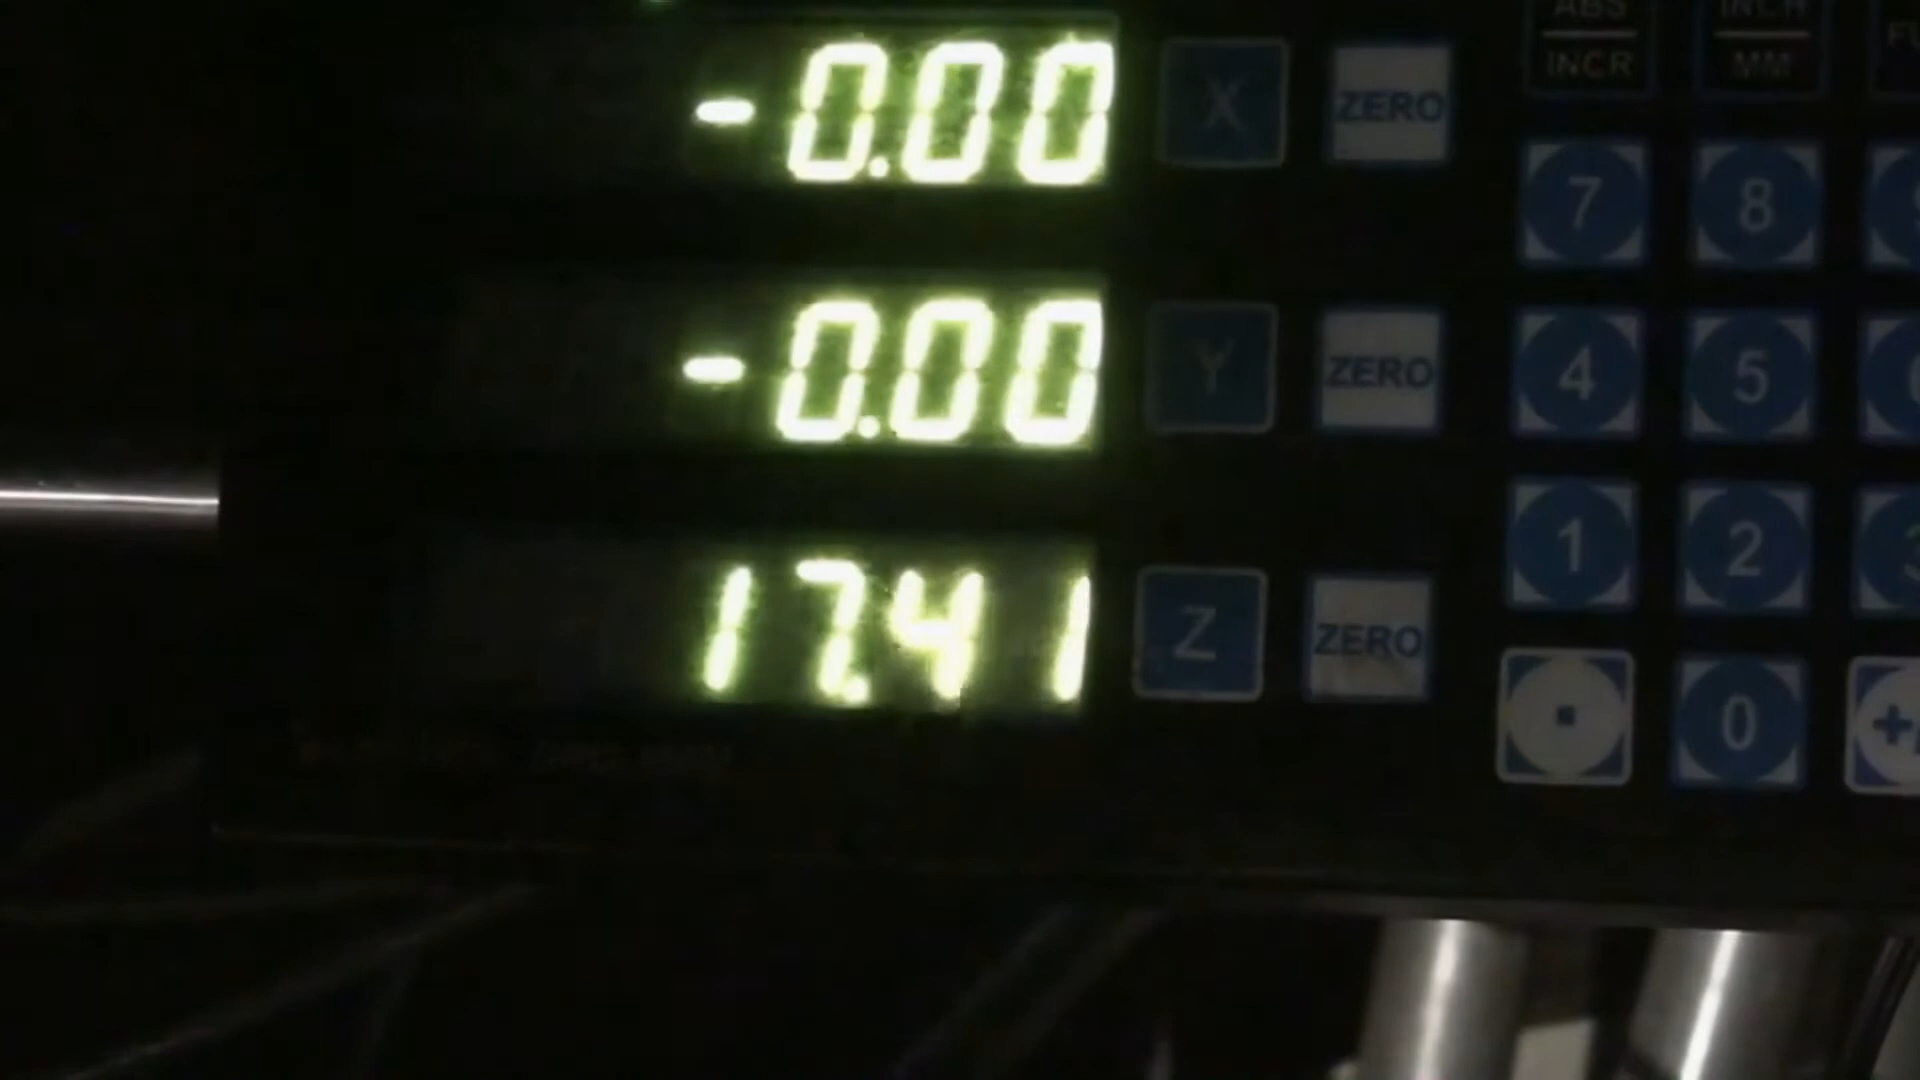 ABS INCH
INCR MM
-0.00 X ZERO
7 8
-0.00 Y ZERO
4 5
17.41 Z ZERO
1 2
0